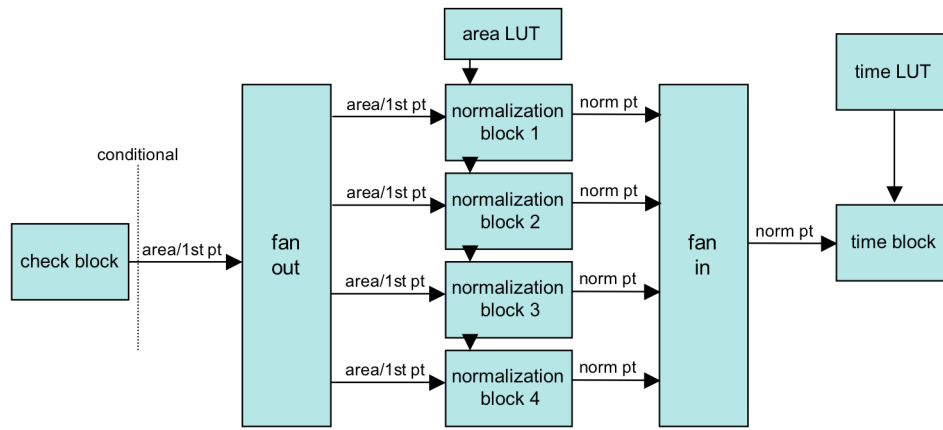 area LUT
time LUT
conditional
area/1st pt
normalization
block 1
norm pt
area/1st pt
normalization
block 2
norm pt
check block
area/1st pt
fan
out
fan
in
norm pt
time block
area/1st pt
normalization
block 3
norm pt
area/1st pt
normalization
block 4
norm pt